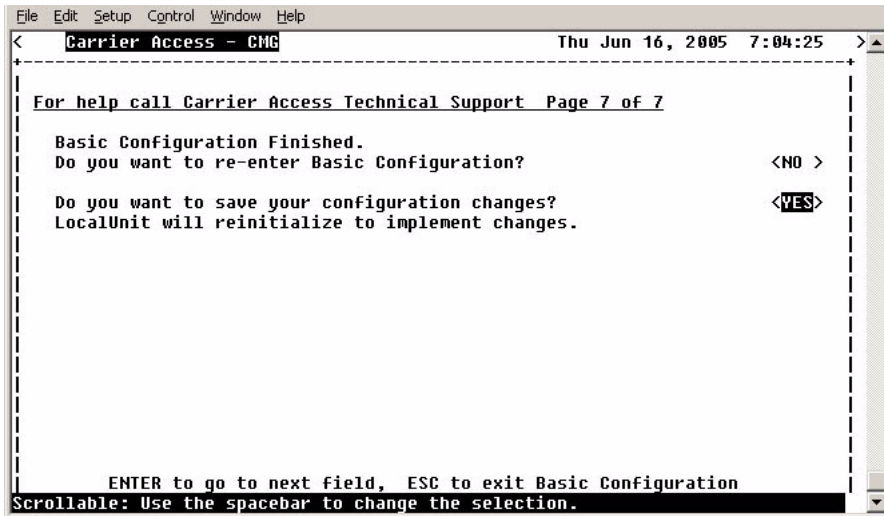 File Edit Setup Control Window Help
< Carrier Access - CMG Thu Jun 16, 2005 7:04:25 >
For help call Carrier Access Technical Support Page 7 of 7
Basic Configuration Finished.
Do you want to re-enter Basic Configuration? <NO >
Do you want to save your configuration changes? <YES>
LocalUnit will reinitialize to implement changes.
ENTER to go to next field, ESC to exit Basic Configuration
Scrollable: Use the spacebar to change the selection.